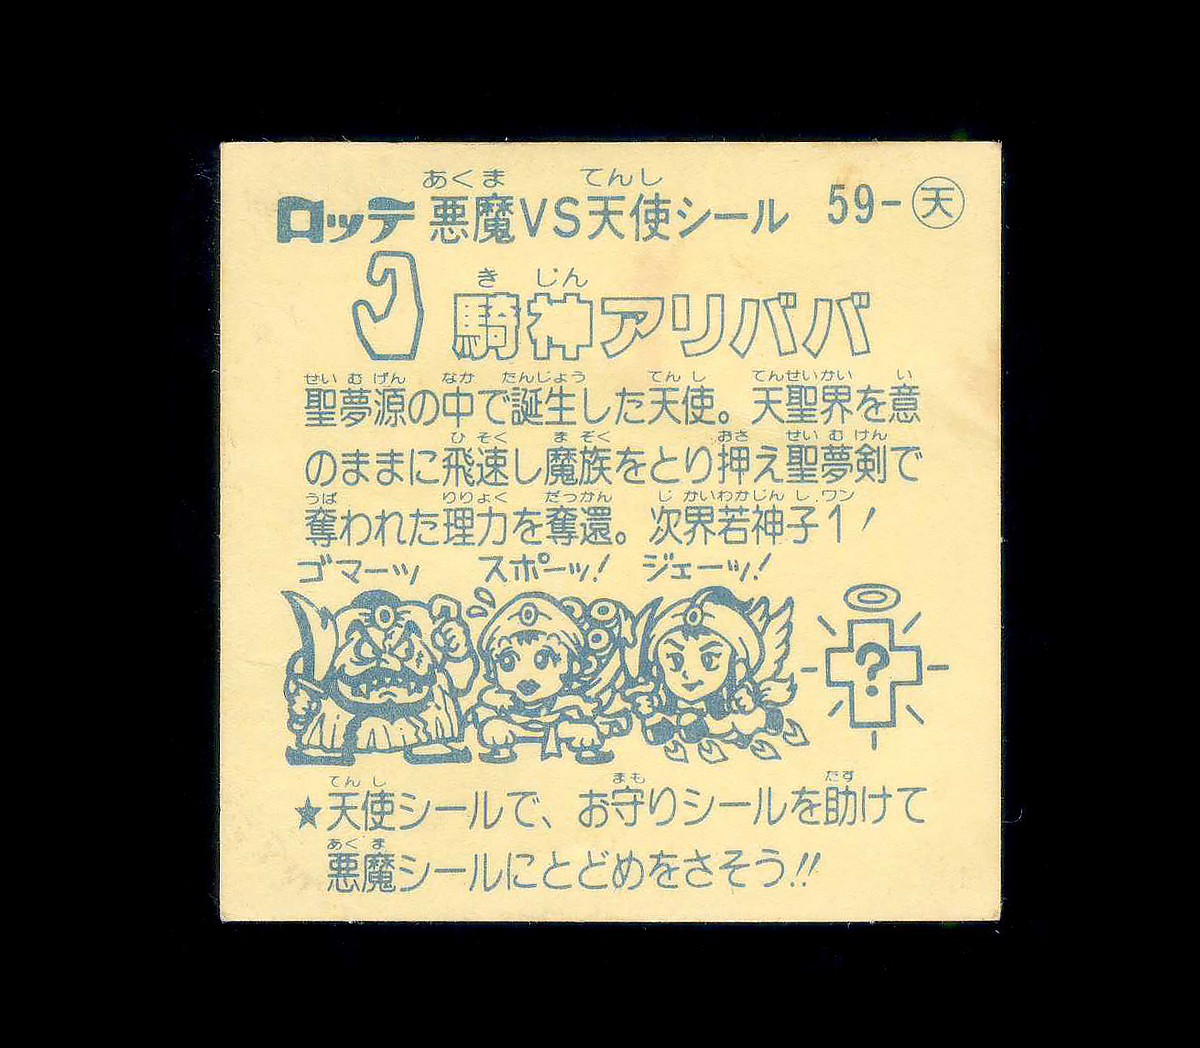 あくま てんし
ロッテ 悪魔VS天使シール 59-天
き じん
騎神アリババ
せい む げん なか たんじょう てん し てんせいかい い
聖夢源の中で誕生した天使。天聖界を意
ひ そく ま ぞく おさ せい む けん
のままに飛速し魔族をとり押え聖夢剣で
うば りりょく だっかん じ かいわかじん し ワン
奪われた理力を奪還。次界若神子1!
ゴマーッ スポーッ! ジェーッ!
?
てん し まも たす
★天使シールで、お守りシールを助けて
あく ま
悪魔シールにとどめをさそう!!